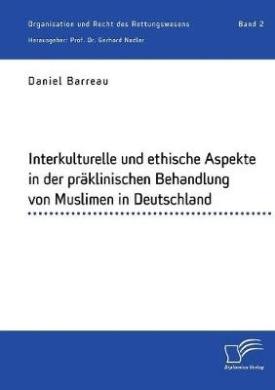 Organisation und Recht des Rettungswesens Band 2
Herausgeber: Prof. Dr. Gerhard Nadler
Daniel Barreau
Interkulturelle und ethische Aspekte
in der präklinischen Behandlung
von Muslimen in Deutschland
Diplomica Verlag